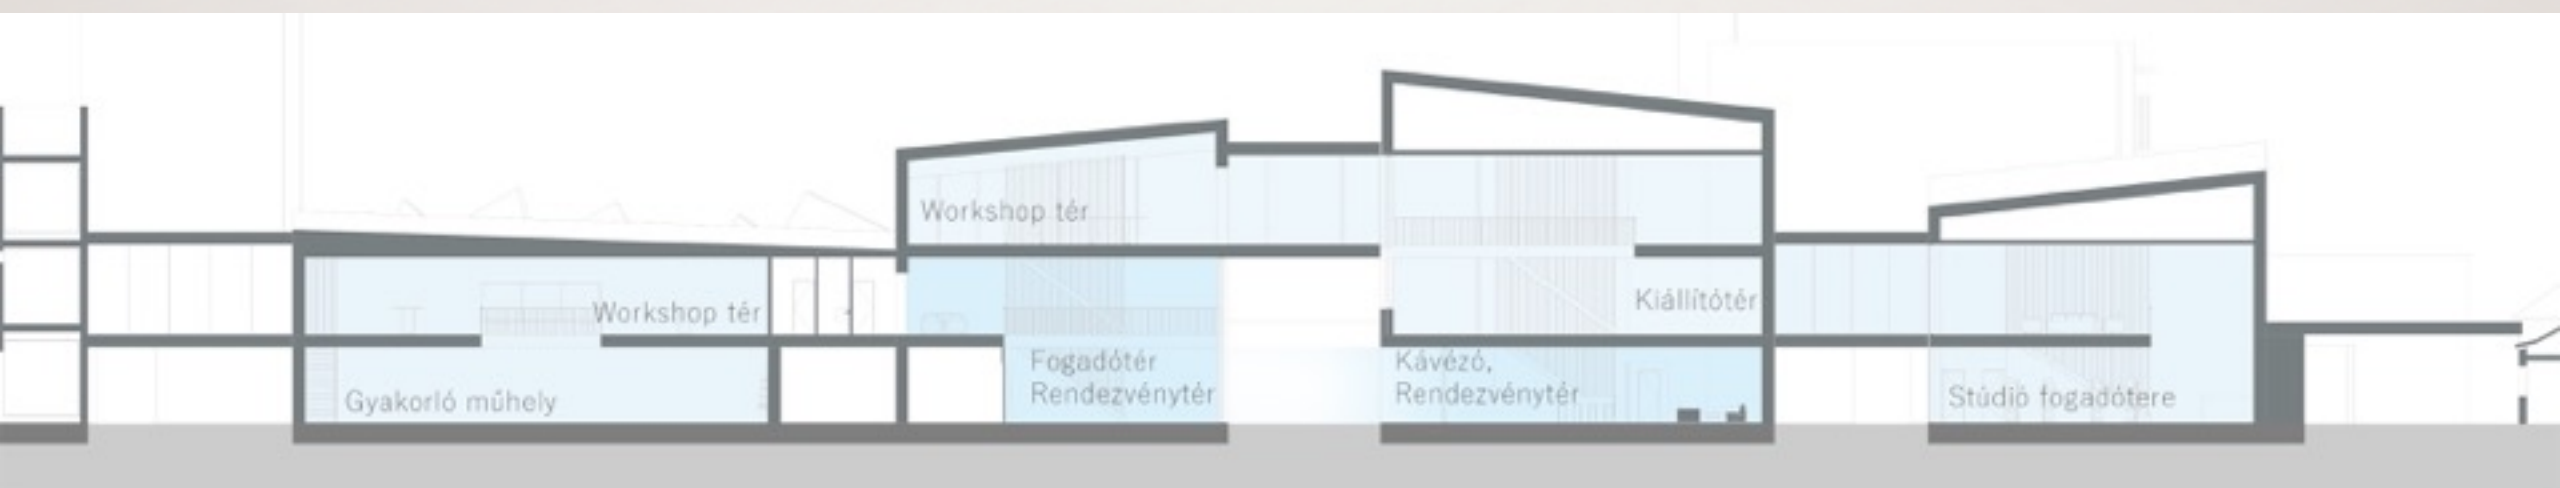 Workshop tér
Workshop tér
Kiállítótér
Gyakorló műhely
Fogadótér
Rendezvénytér
Kávézó,
Rendezvénytér
Stúdió fogadótere